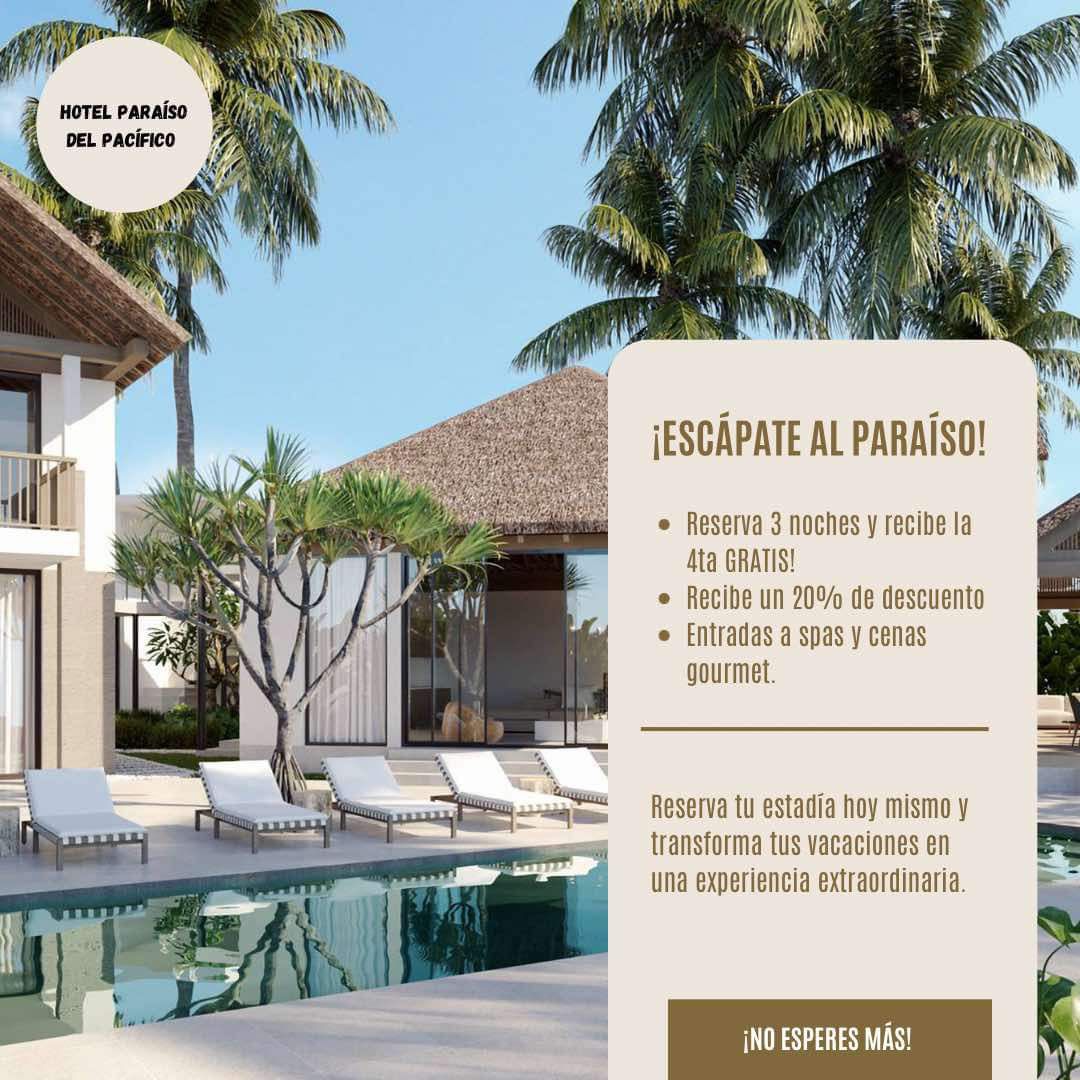 HOTEL PARAÍSO
DEL PACÍFICO
¡ESCÁPATE AL PARAÍSO!
• Reserva 3 noches y recibe la
4ta GRATIS!
• Recibe un 20% de descuento
• Entradas a spas y cenas
gourmet.
Reserva tu estadía hoy mismo y
transforma tus vacaciones en
una experiencia extraordinaria.
¡NO ESPERES MÁS!